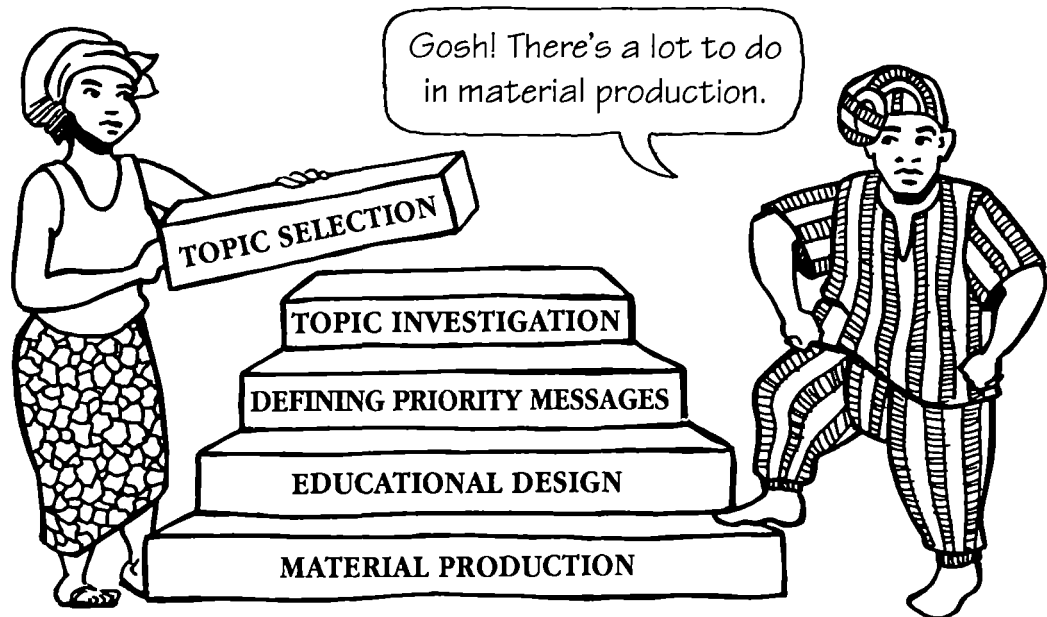 Gosh! There's a lot to do
in material production.
TOPIC SELECTION
TOPIC INVESTIGATION
DEFINING PRIORITY MESSAGES
EDUCATIONAL DESIGN
MATERIAL PRODUCTION